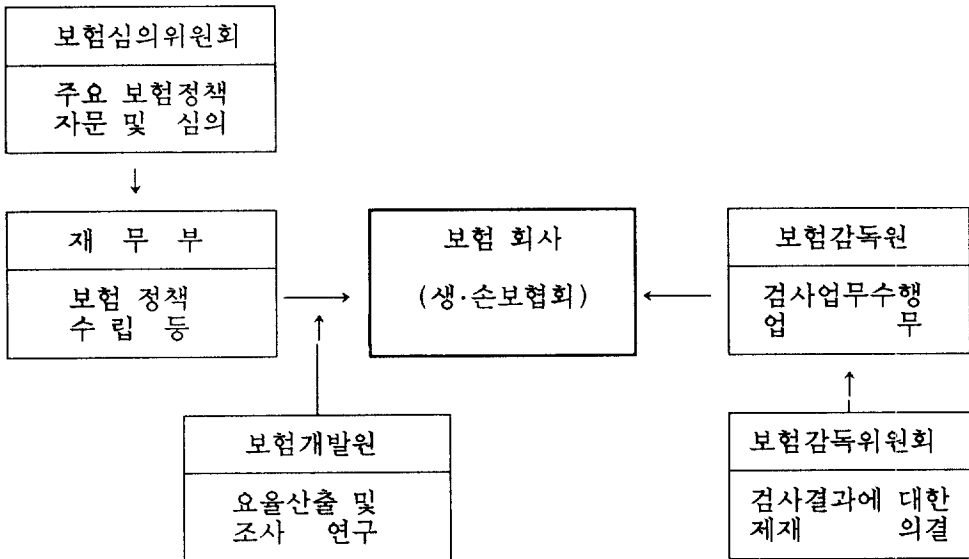 보험심의위원회
주요 보험정책
자문 및 심의
재 무 부
보험 정책
수 립 등
보험 회사
(생·손보협회)
보험감독원
검사업무수행
업 무
보험개발원
요율산출 및
조사 연구
보험감독위원회
검사결과에 대한
제재 의결